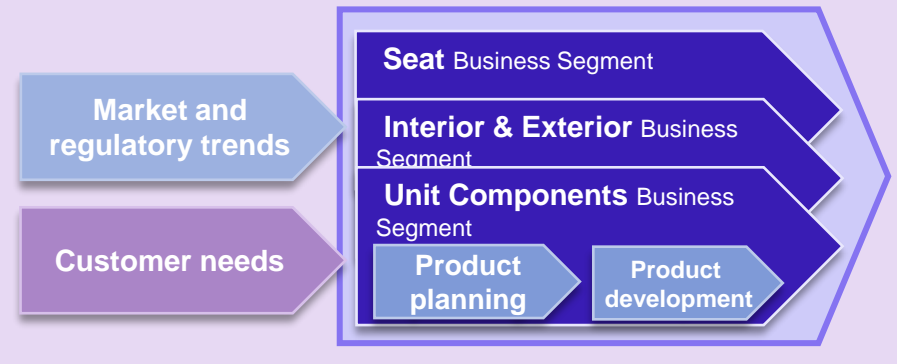 Seat Business Segment
Market and
regulatory trends
Interior & Exterior Business
Segment
Unit Components Business
Segment
Customer needs
Product
planning
Product
development